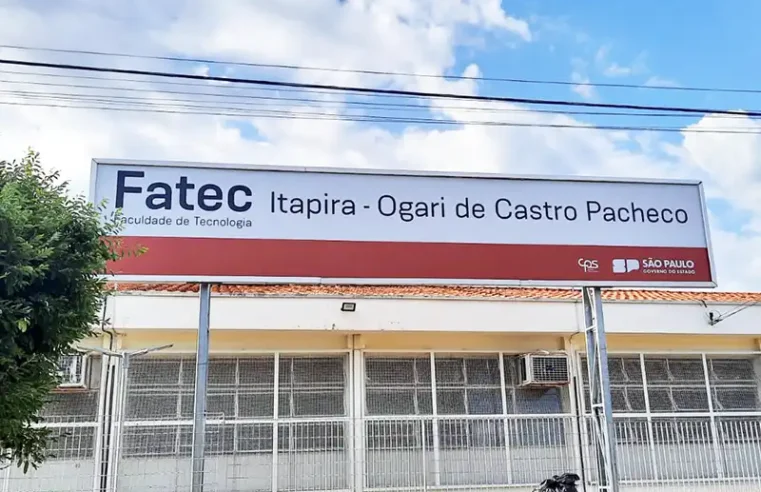 Fatec Itapira - Ogari de Castro Pacheco
Faculdade de Tecnologia
cps SP SÃO PAULO
GOVERNO DO ESTADO